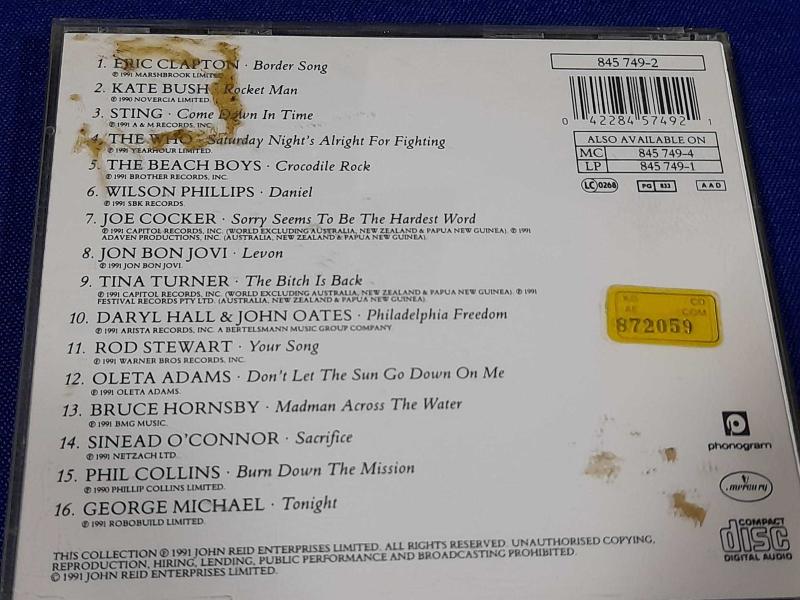 1. ERIC CLAPTON · Border Song
℗ 1991 MARSHBROOK LIMITED.
2. KATE BUSH · Rocket Man
℗ 1990 NOVERCIA LIMITED.
3. STING · Come Down In Time
℗ 1991 A & M RECORDS, INC.
4. THE WHO · Saturday Night's Alright For Fighting
℗ 1991 YEARHOUR LIMITED.
5. THE BEACH BOYS · Crocodile Rock
℗ 1991 BROTHER RECORDS, INC.
6. WILSON PHILLIPS · Daniel
℗ 1991 SBK RECORDS.
7. JOE COCKER · Sorry Seems To Be The Hardest Word
℗ 1991 CAPITOL RECORDS, INC. (WORLD EXCLUDING AUSTRALIA, NEW ZEALAND & PAPUA NEW GUINEA). ℗ 1991
ADAVEN PRODUCTIONS, INC. (AUSTRALIA, NEW ZEALAND & PAPUA NEW GUINEA).
8. JON BON JOVI · Levon
℗ 1991 JON BON JOVI.
9. TINA TURNER · The Bitch Is Back
℗ 1991 CAPITOL RECORDS, INC. (WORLD EXCLUDING AUSTRALIA, NEW ZEALAND & PAPUA NEW GUINEA). ℗ 1991
FESTIVAL RECORDS PTY LTD. (AUSTRALIA, NEW ZEALAND & PAPUA NEW GUINEA).
10. DARYL HALL & JOHN OATES · Philadelphia Freedom
℗ 1991 ARISTA RECORDS, INC. A BERTELSMANN MUSIC GROUP COMPANY
11. ROD STEWART · Your Song
℗ 1991 WARNER BROS RECORDS, INC.
12. OLETA ADAMS · Don't Let The Sun Go Down On Me
℗ 1991 OLETA ADAMS.
13. BRUCE HORNSBY · Madman Across The Water
℗ 1991 BMG MUSIC.
14. SINEAD O'CONNOR · Sacrifice
℗ 1991 NETZACH LTD.
15. PHIL COLLINS · Burn Down The Mission
℗ 1990 PHILLIP COLLINS LIMITED.
16. GEORGE MICHAEL · Tonight
℗ 1991 ROBOBUILD LIMITED.
THIS COLLECTION ℗ 1991 JOHN REID ENTERPRISES LIMITED. ALL RIGHTS RESERVED. UNAUTHORISED COPYING,
REPRODUCTION, HIRING, LENDING, PUBLIC PERFORMANCE AND BROADCASTING PROHIBITED.
© 1991 JOHN REID ENTERPRISES LIMITED.
845 749-2
0 42284 57492 1
ALSO AVAILABLE ON
MC 845 749-4
LP 845 749-1
LC 0268 PG 833 AAD
CD
COM
872059
phonogram
mercury
COMPACT
disc
DIGITAL AUDIO